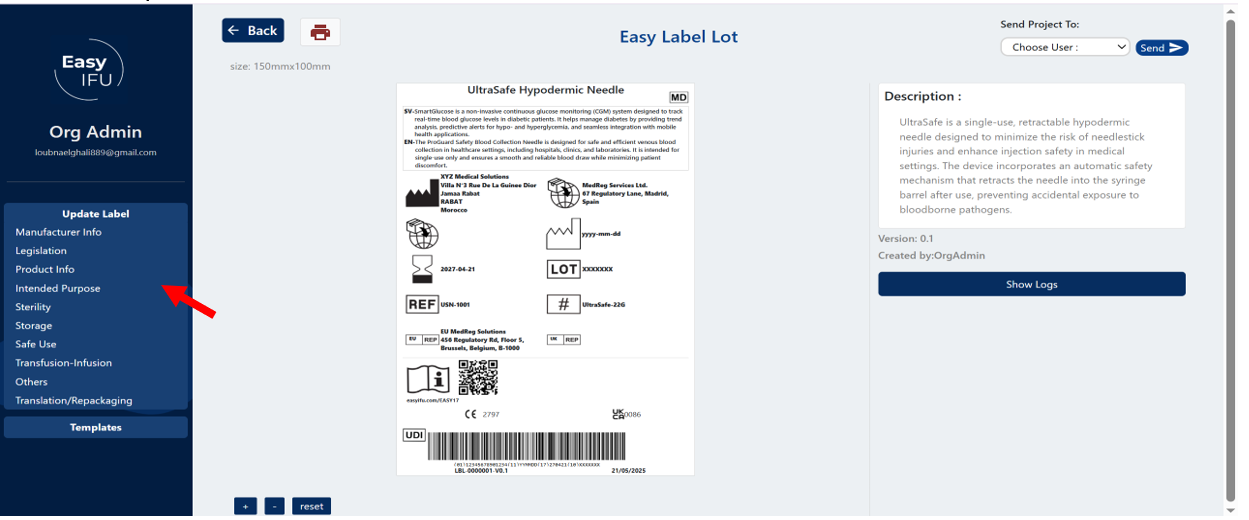 Easy
IFU
Org Admin
loubnaelghali889@gmail.com
Update Label
Manufacturer Info
Legislation
Product Info
Intended Purpose
Sterility
Storage
Safe Use
Transfusion-Infusion
Others
Translation/Repackaging
Templates
← Back
size: 150mmx100mm
Easy Label Lot
Send Project To:
Choose User :
Send
UltraSafe Hypodermic Needle
MD
SV-SmartGlucose is a non-invasive continuous glucose monitoring (CGM) system designed to track
real-time blood glucose levels in diabetic patients. It helps manage diabetes by providing trend
analysis, predictive alerts for hypo- and hyperglycemia, and seamless integration with mobile
health applications.
EN-The ProGuard Safety Blood Collection Needle is designed for safe and efficient venous blood
collection in healthcare settings, including hospitals, clinics, and laboratories. It is intended for
single-use only and ensures a smooth and reliable blood draw while minimizing patient
discomfort.
XYZ Medical Solutions
Villa N°3 Rue De La Guinee Dior
Jamaa Rabat
RABAT
Morocco
MedReg Services Ltd.
67 Regulatory Lane, Madrid,
Spain
yyyy-mm-dd
2027-04-21
LOT XXXXXXX
REF USN-1001
# UltraSafe-22G
EU REP
EU MedReg Solutions
450 Regulatory Rd, Floor 5,
Brussels, Belgium, B-1000
UK REP
i
easyifu.com/EASY17
CE 2797
UK
CA 0086
UDI
(01)12345678901234(11)YYMMDD(17)270421(10)XXXXXXX
LBL-0000001-V0.1
21/05/2025
+
-
reset
Description :
UltraSafe is a single-use, retractable hypodermic
needle designed to minimize the risk of needlestick
injuries and enhance injection safety in medical
settings. The device incorporates an automatic safety
mechanism that retracts the needle into the syringe
barrel after use, preventing accidental exposure to
bloodborne pathogens.
Version: 0.1
Created by:OrgAdmin
Show Logs